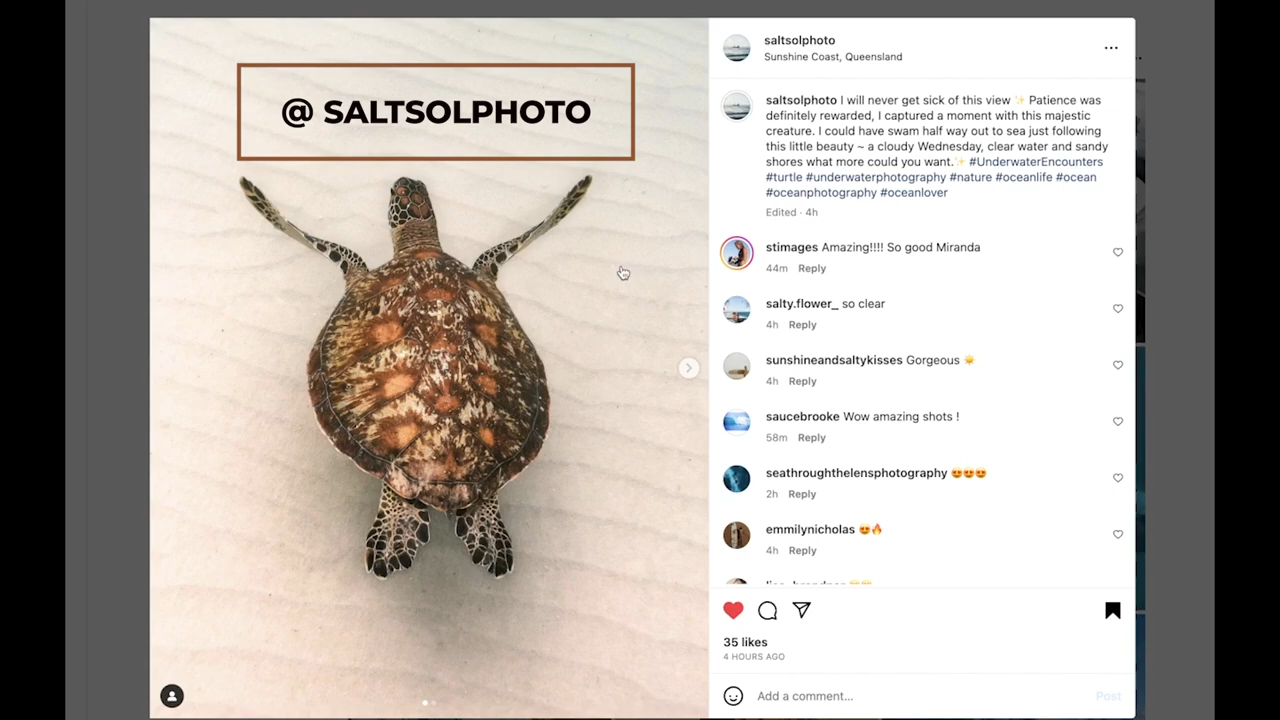 @ SALTSOLPHOTO
saltsolphoto
Sunshine Coast, Queensland
saltsolphoto I will never get sick of this view ✨ Patience was
definitely rewarded, I captured a moment with this majestic
creature. I could have swam half way out to sea just following
this little beauty ~ a cloudy Wednesday, clear water and sandy
shores what more could you want.✨ #UnderwaterEncounters
#turtle #underwaterphotography #nature #oceanlife #ocean
#oceanphotography #oceanlover
Edited · 4h
stimages Amazing!!!! So good Miranda
44m Reply
salty.flower_ so clear
4h Reply
sunshineandsaltykisses Gorgeous ☀️
4h Reply
saucebrooke Wow amazing shots !
58m Reply
seathroughthelensphotography 😍😍😍
2h Reply
emmilynicholas 😍🔥
4h Reply
35 likes
4 HOURS AGO
Add a comment...
Post